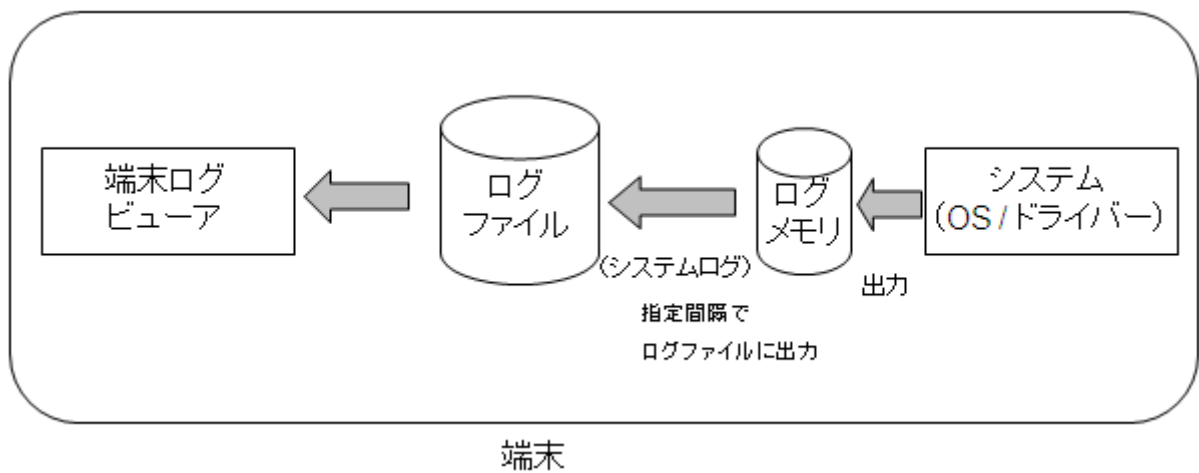 端末ログ
ビューア
ログ
ファイル
(システムログ)
指定間隔で
ログファイルに出力
ログ
メモリ
出力
システム
(OS / ドライバー)
端末